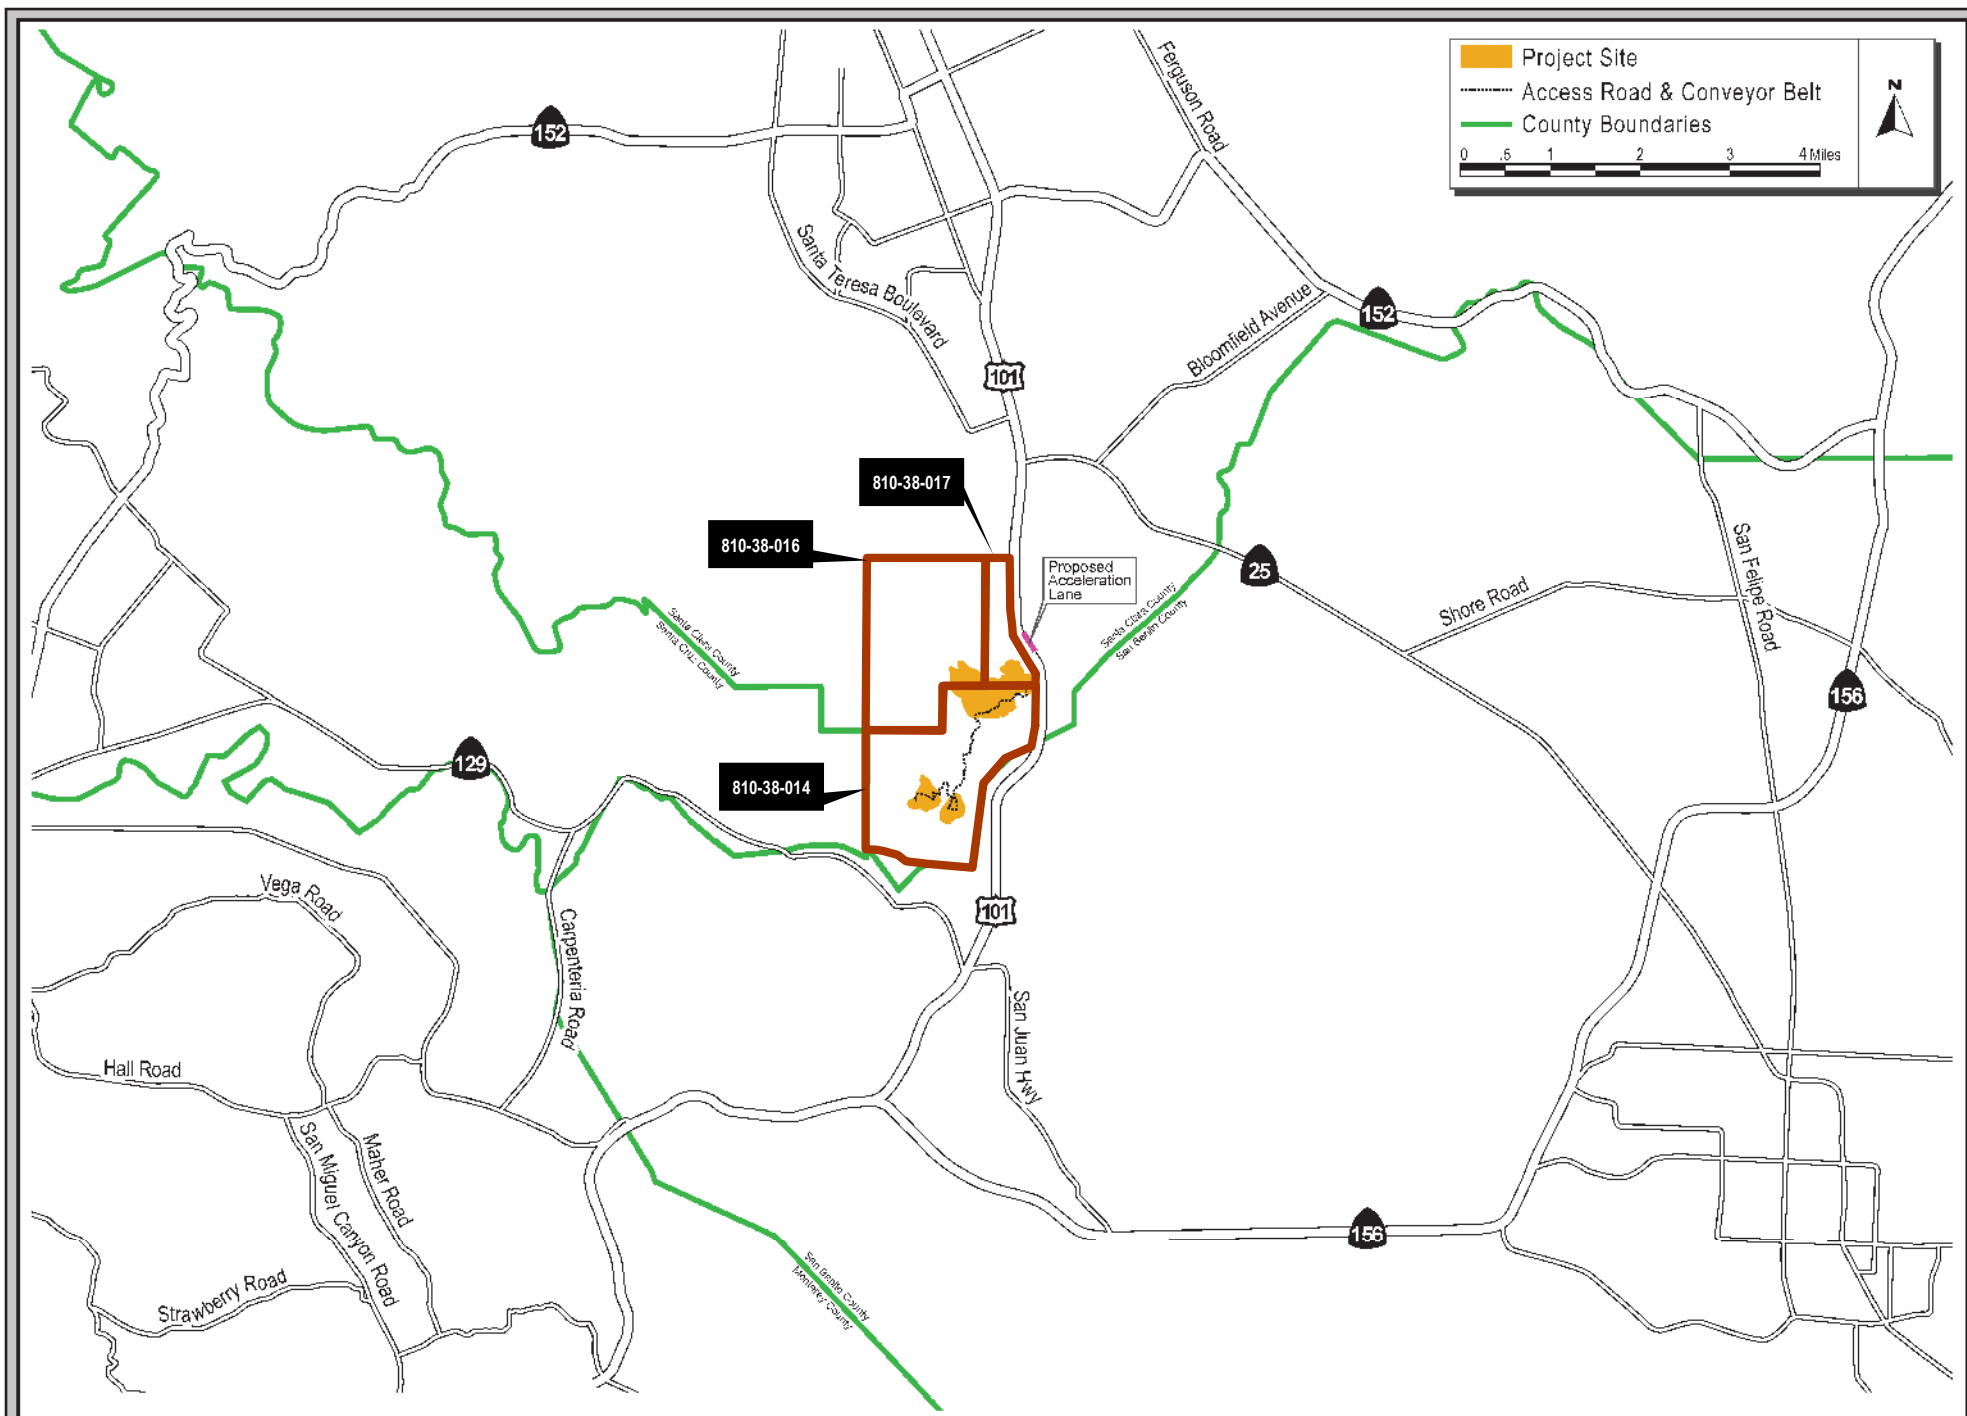 Project Site
Access Road & Conveyor Belt
County Boundaries
N
0 .5 1 2 3 4 Miles
Ferguson Road
152
Santa Teresa Boulevard
152
Bloomfield Avenue
101
810-38-017
810-38-016
Proposed
Acceleration
Lane
25
San Felipe Road
Shore Road
Santa Clara County
Santa Cruz County
Santa Clara County
San Benito County
156
129
810-38-014
Vega Road
101
Carpenteria Road
San Juan Hwy
Hall Road
San Miguel Canyon Road
Maher Road
156
Strawberry Road
San Benito County
Monterey County